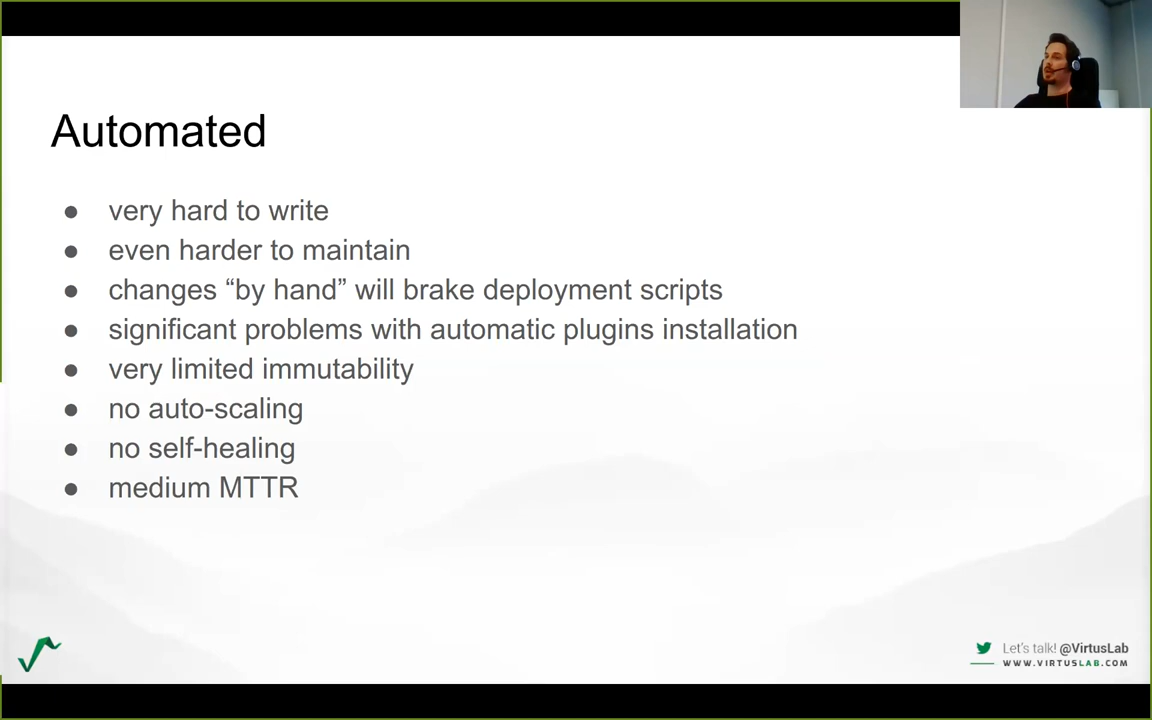 Automated
● very hard to write
● even harder to maintain
● changes “by hand” will brake deployment scripts
● significant problems with automatic plugins installation
● very limited immutability
● no auto-scaling
● no self-healing
● medium MTTR
Let's talk! @VirtusLab
WWW.VIRTUSLAB.COM